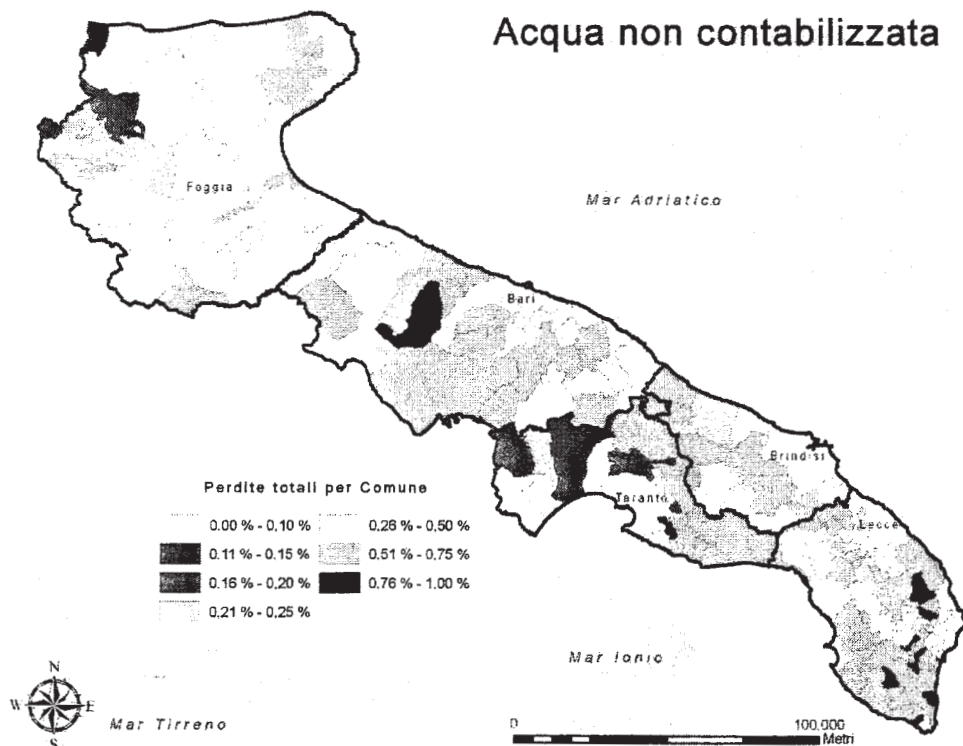 Acqua non contabilizzata
Foggia
Mar Adriatico
Bari
Brindisi
Taranto
Lecce
Perdite totali per Comune
0.00 % - 0,10 %
0,26 % - 0,50 %
0.11 % - 0,15 %
0.51 % - 0,75 %
0.16 % - 0,20 %
0,76 % - 1,00 %
0,21 % - 0,25 %
Mar Ionio
N
W
E
S
Mar Tirreno
0
100.000
Metri